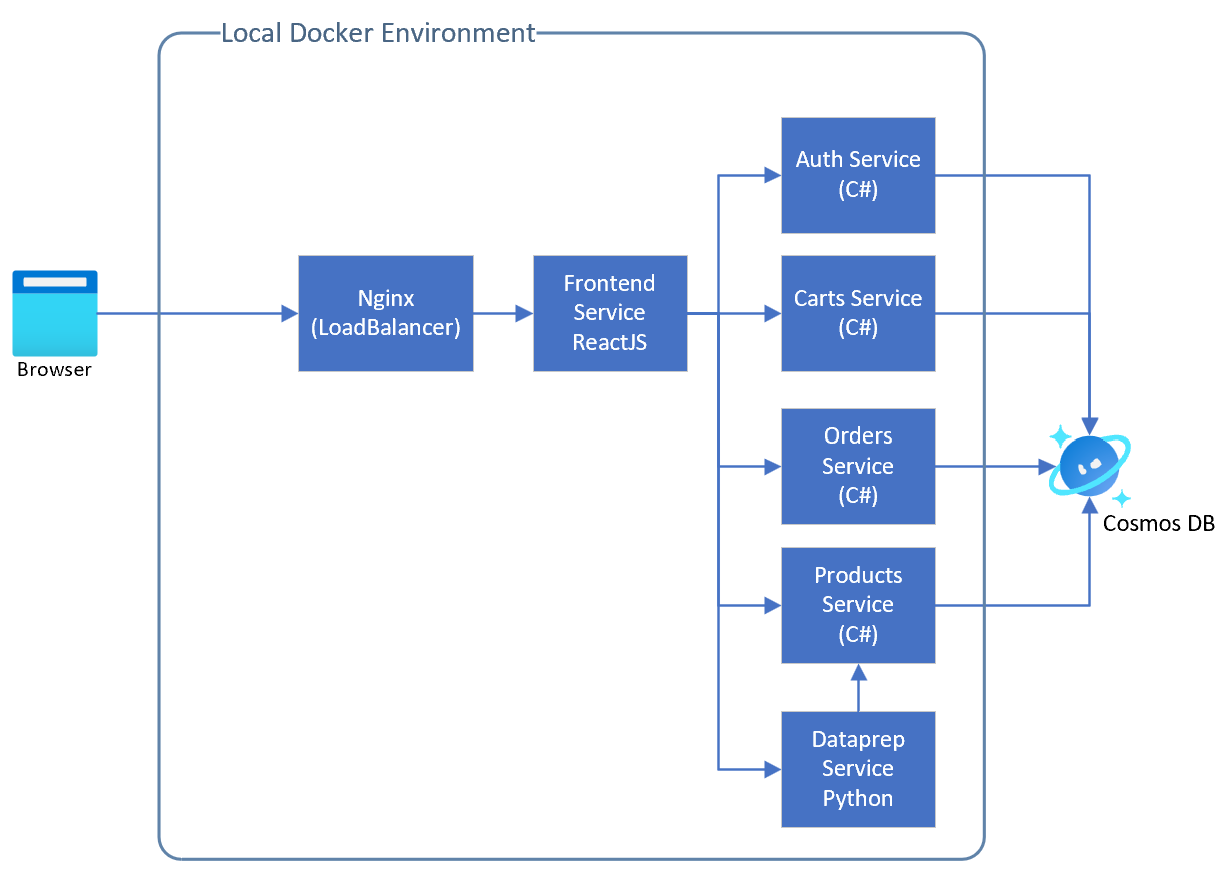 Local Docker Environment
Auth Service
(C#)
Nginx
(LoadBalancer)
Frontend
Service
ReactJS
Carts Service
(C#)
Browser
Orders
Service
(C#)
Cosmos DB
Products
Service
(C#)
Dataprep
Service
Python